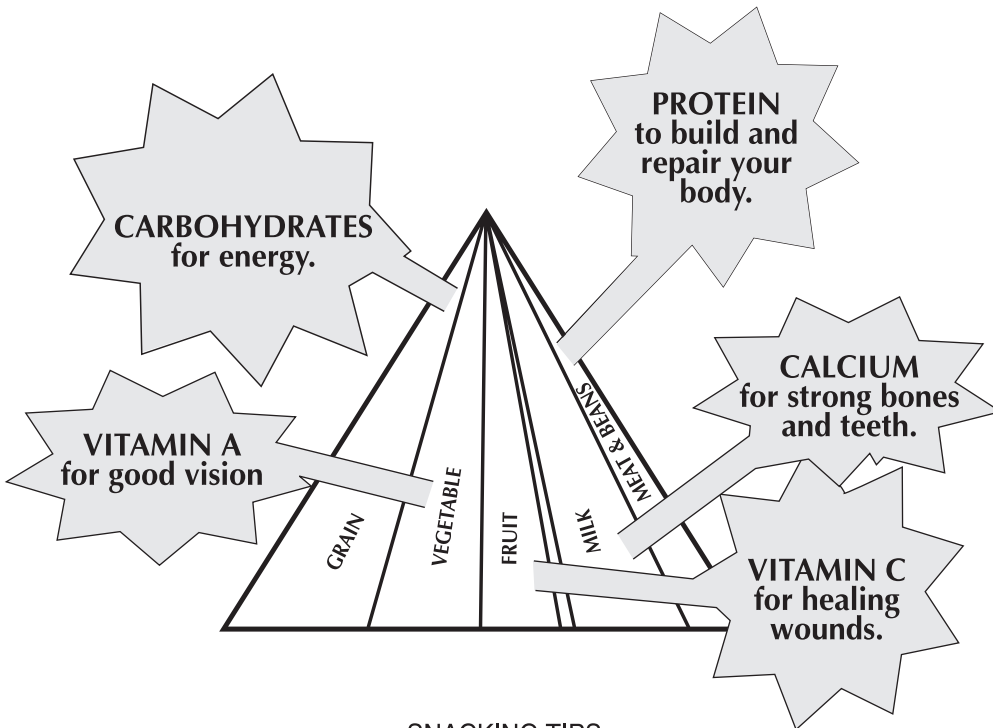 PROTEIN
to build and
repair your
body.
CARBOHYDRATES
for energy.
CALCIUM
for strong bones
and teeth.
VITAMIN A
for good vision
GRAIN
VEGETABLE
FRUIT
MILK
MEAT & BEANS
VITAMIN C
for healing
wounds.
SNACKING TIPS